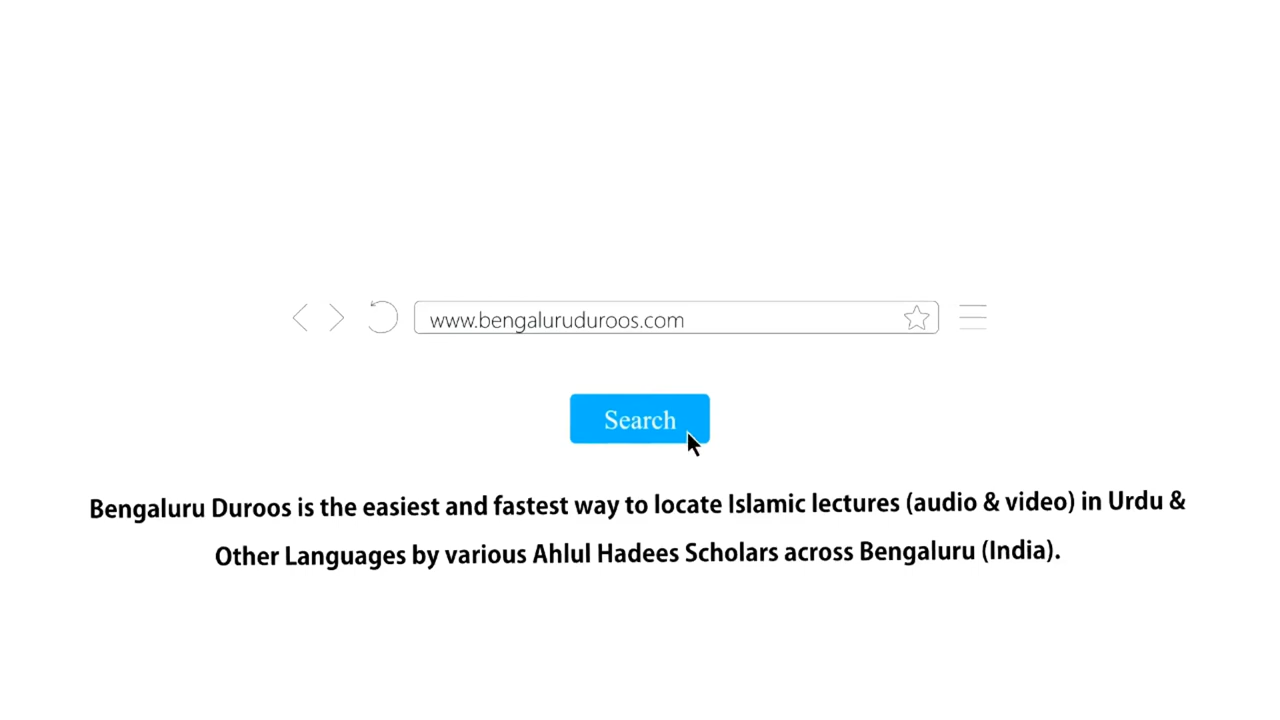 www.bengaluruduroos.com
Search
Bengaluru Duroos is the easiest and fastest way to locate Islamic lectures (audio & video) in Urdu &
Other Languages by various Ahlul Hadees Scholars across Bengaluru (India).